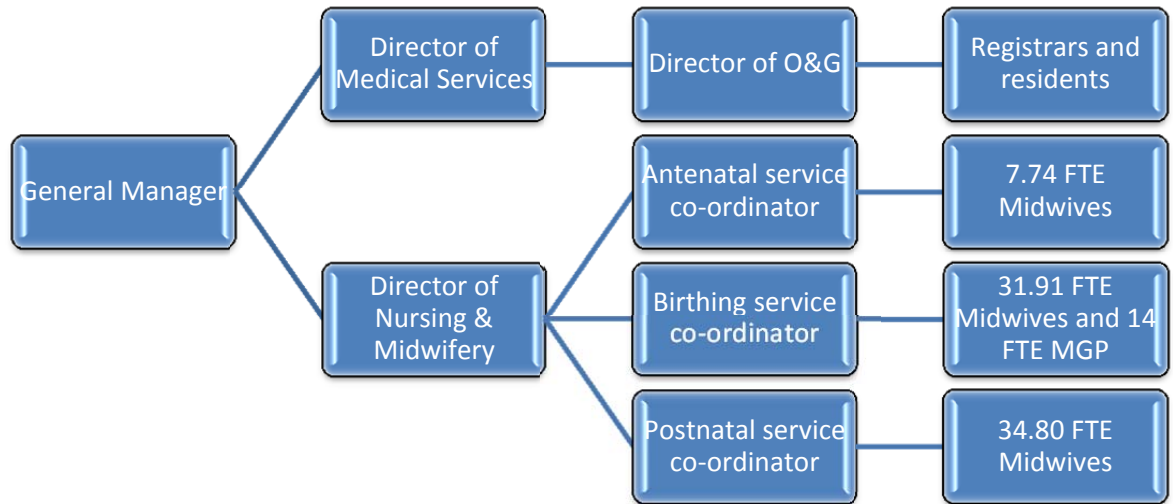 General Manager
Director of
Medical Services
Director of O&G
Registrars and
residents
Director of
Nursing &
Midwifery
Antenatal service
co-ordinator
7.74 FTE
Midwives
Birthing service
co-ordinator
31.91 FTE
Midwives and 14
FTE MGP
Postnatal service
co-ordinator
34.80 FTE
Midwives